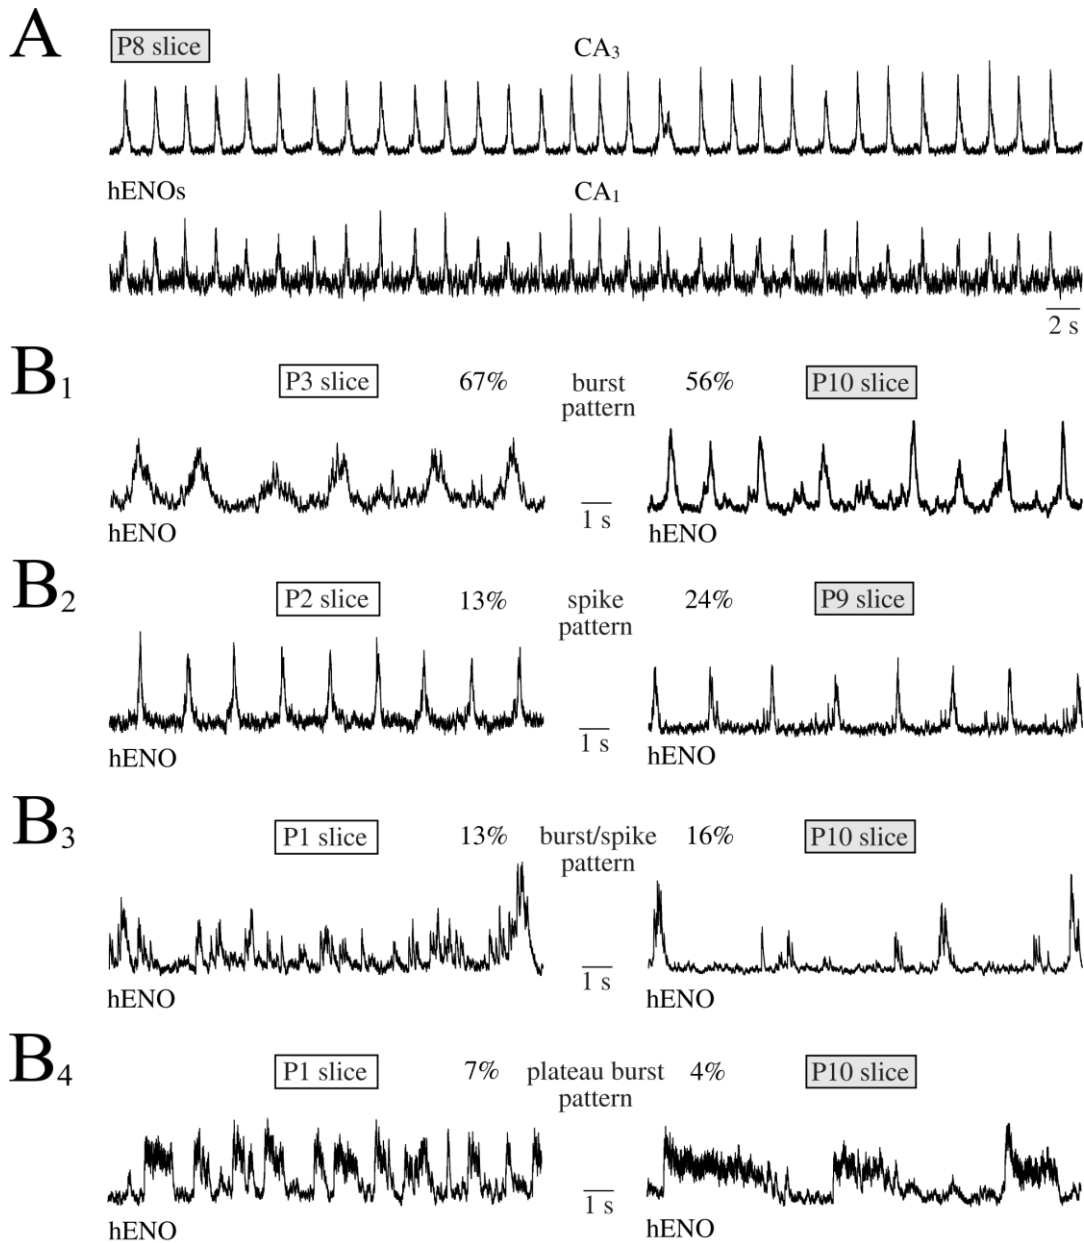 A
P8 slice
CA3
hENOs
CA1
2 s
B1
P3 slice 67% burst pattern 56% P10 slice
1 s
hENO hENO
B2
P2 slice 13% spike pattern 24% P9 slice
1 s
hENO hENO
B3
P1 slice 13% burst/spike pattern 16% P10 slice
1 s
hENO hENO
B4
P1 slice 7% plateau burst pattern 4% P10 slice
1 s
hENO hENO